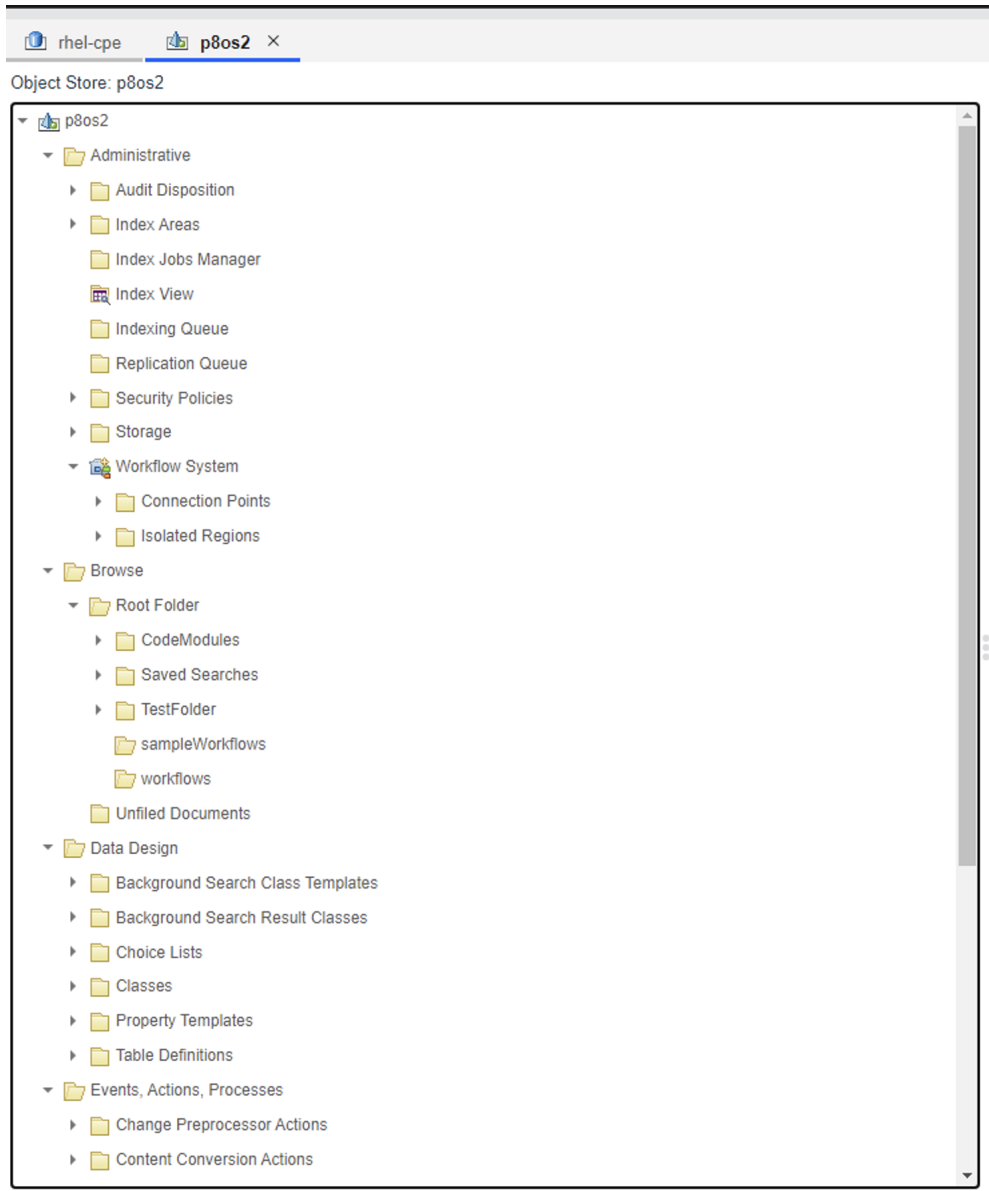 rhel-cpe p8os2 ×
Object Store: p8os2
p8os2
Administrative
Audit Disposition
Index Areas
Index Jobs Manager
Index View
Indexing Queue
Replication Queue
Security Policies
Storage
Workflow System
Connection Points
Isolated Regions
Browse
Root Folder
CodeModules
Saved Searches
TestFolder
sampleWorkflows
workflows
Unfiled Documents
Data Design
Background Search Class Templates
Background Search Result Classes
Choice Lists
Classes
Property Templates
Table Definitions
Events, Actions, Processes
Change Preprocessor Actions
Content Conversion Actions